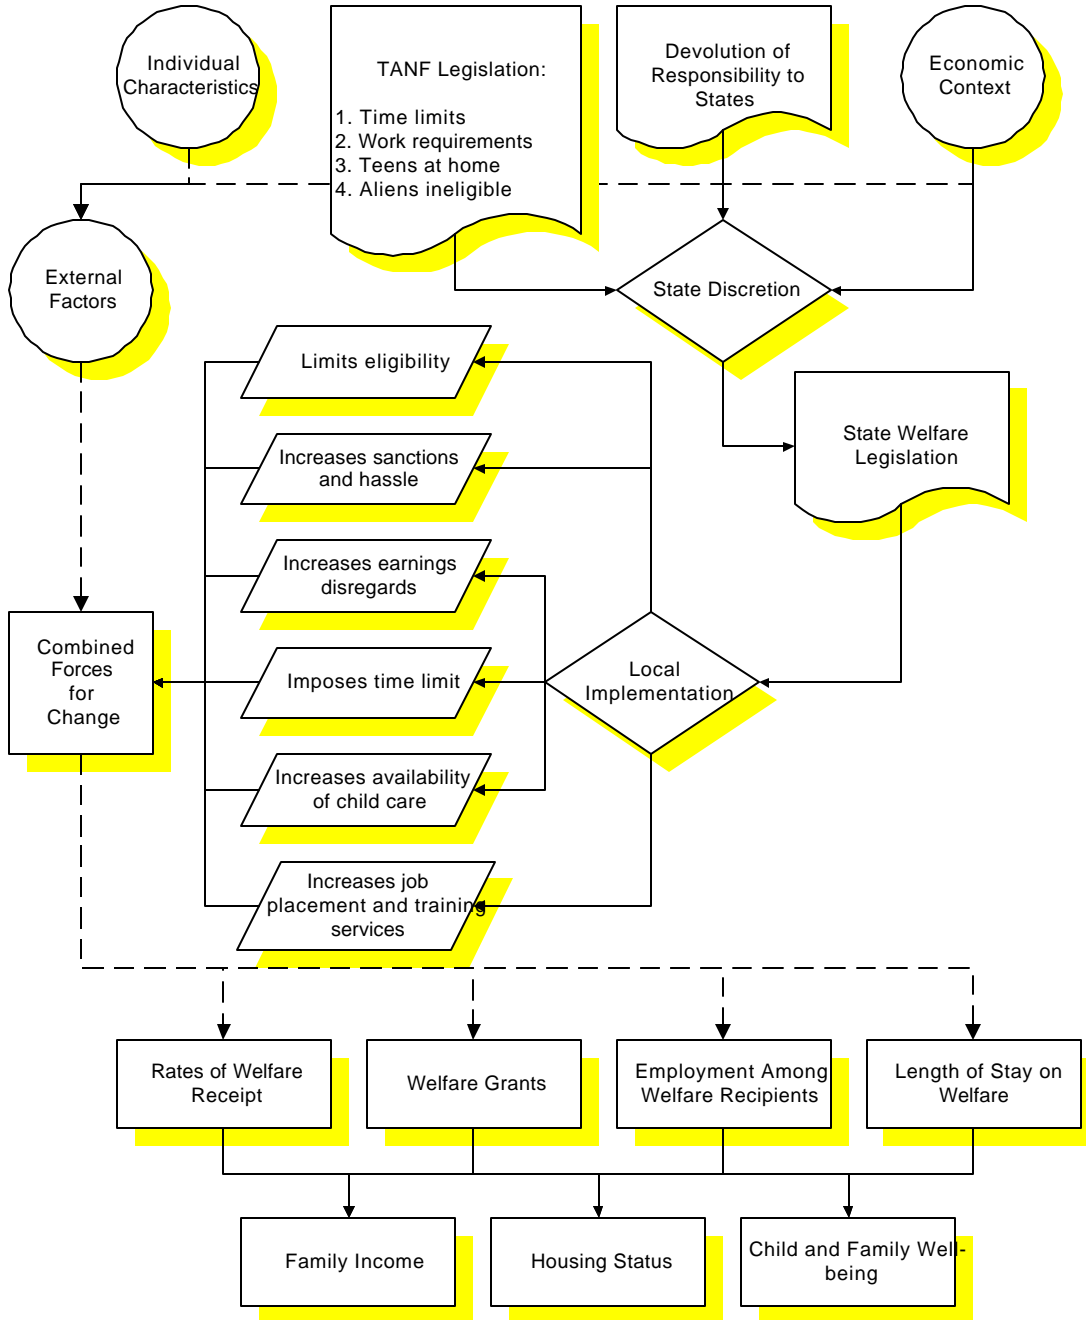 Individual
Characteristics
TANF Legislation:
1. Time limits
2. Work requirements
3. Teens at home
4. Aliens ineligible
Devolution of
Responsibility to
States
Economic
Context
External
Factors
State Discretion
Limits eligibility
State Welfare
Legislation
Increases sanctions
and hassle
Increases earnings
disregards
Combined
Forces
for
Change
Imposes time limit
Local
Implementation
Increases availability
of child care
Increases job
placement and training
services
Rates of Welfare
Receipt
Welfare Grants
Employment Among
Welfare Recipients
Length of Stay on
Welfare
Family Income
Housing Status
Child and Family Well-
being